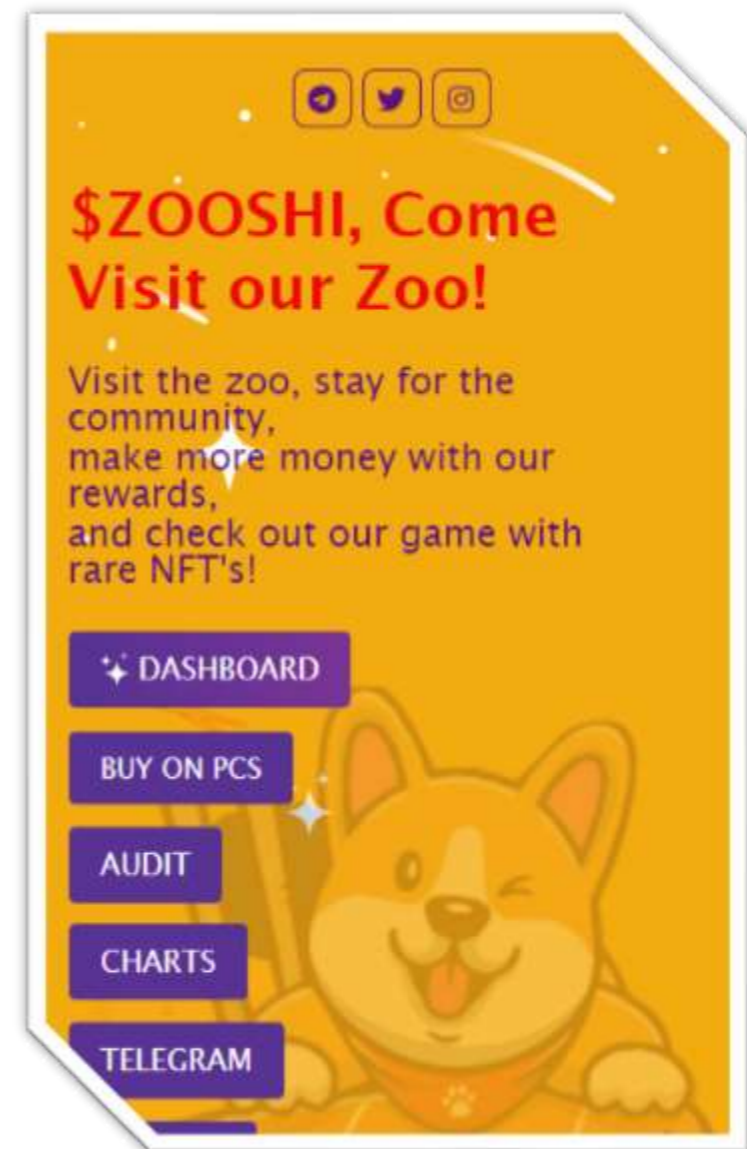 $ZOOSHI, Come
Visit our Zoo!
Visit the zoo, stay for the
community,
make more money with our
rewards,
and check out our game with
rare NFT's!
DASHBOARD
BUY ON PCS
AUDIT
CHARTS
TELEGRAM